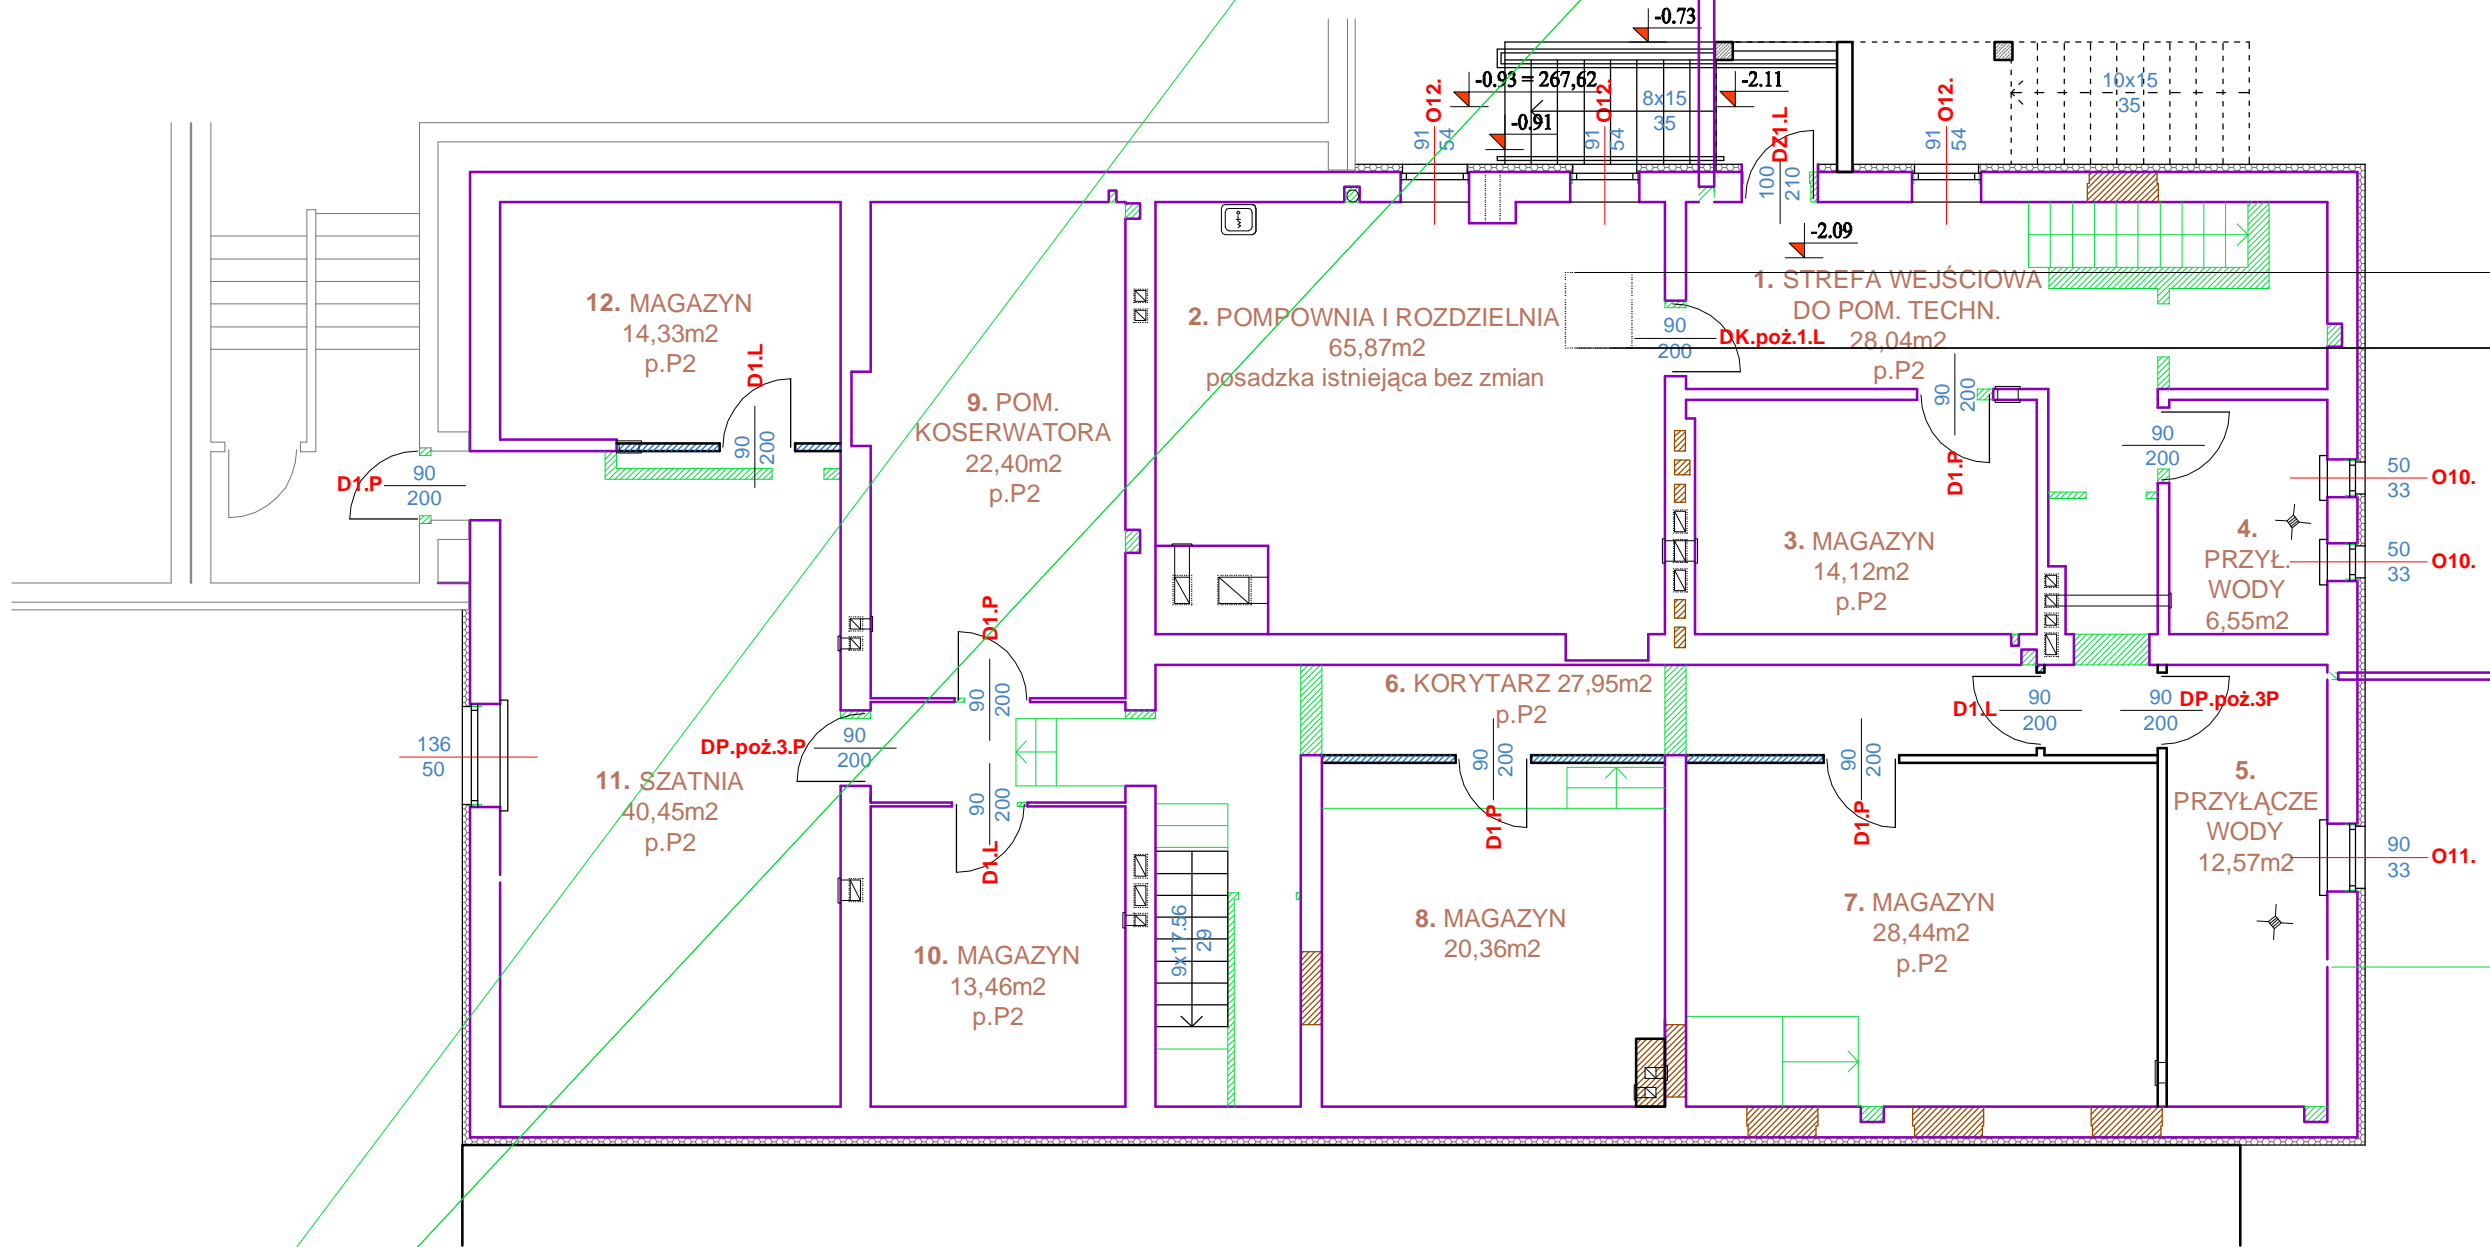 -0.73
-0.93 = 267,62
-2.11
-0.91
8x15
35
10x15
35
91
54
O12.
91
54
O12.
91
54
O12.
100
210
DZ1.L
-2.09
12. MAGAZYN
14,33m2
p.P2
D1.L
90
200
9. POM.
KOSERWATORA
22,40m2
p.P2
2. POMPOWNIA I ROZDZIELNIA
65,87m2
posadzka istniejąca bez zmian
90
200
DK.poż.1.L
1. STREFA WEJŚCIOWA
DO POM. TECHN.
28,04m2
p.P2
90
200
D1.P
90
200
D1.P
90
200
50
33
O10.
50
33
O10.
3. MAGAZYN
14,12m2
p.P2
4.
PRZYŁ.
WODY
6,55m2
D1.P
90
200
6. KORYTARZ 27,95m2
p.P2
D1.L
90
200
90
200
DP.poż.3P
136
50
DP.poż.3.P
90
200
11. SZATNIA
40,45m2
p.P2
90
200
D1.L
90
200
D1.P
90
200
D1.P
5.
PRZYŁĄCZE
WODY
12,57m2
90
33
O11.
10. MAGAZYN
13,46m2
p.P2
9x17.56
29
8. MAGAZYN
20,36m2
7. MAGAZYN
28,44m2
p.P2